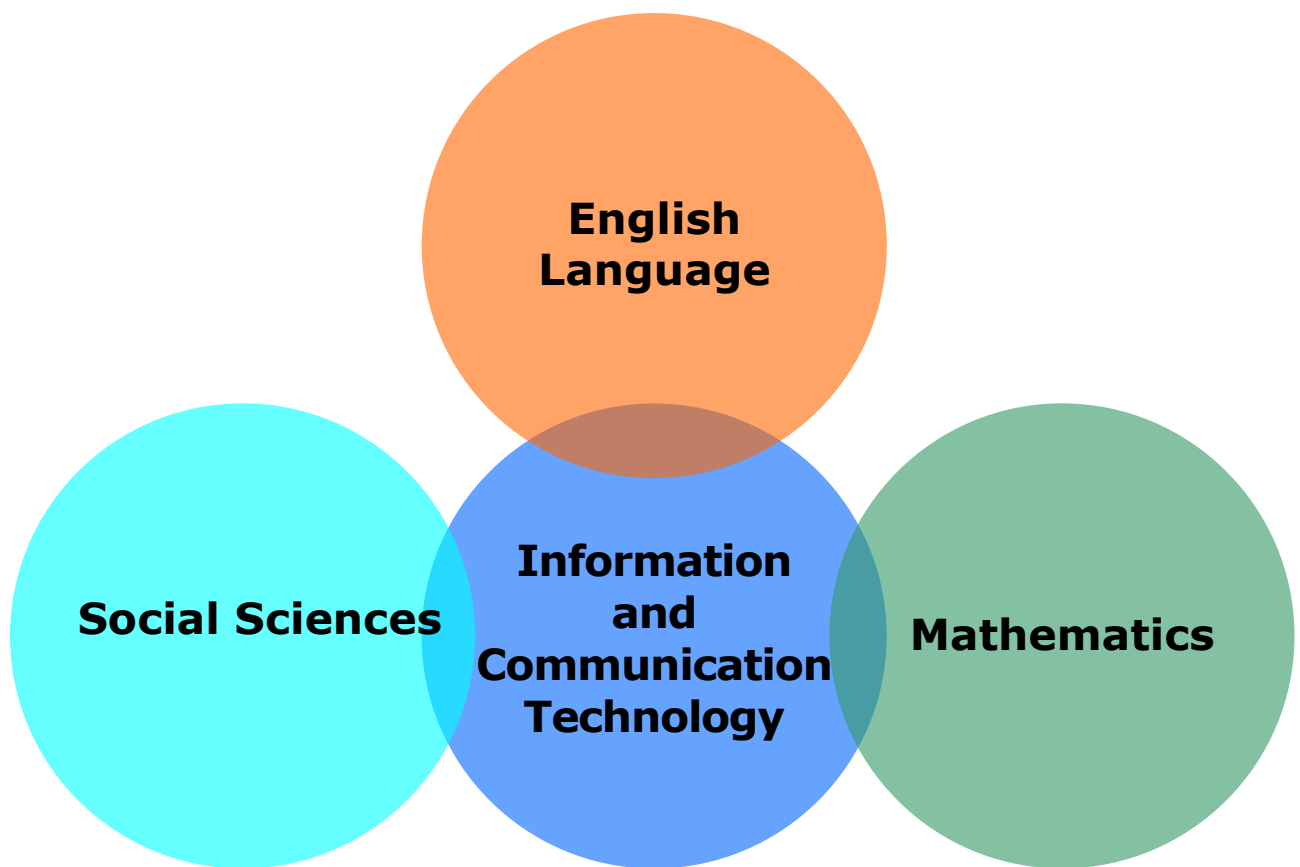 English
Language
Social Sciences
Information
and
Communication
Technology
Mathematics